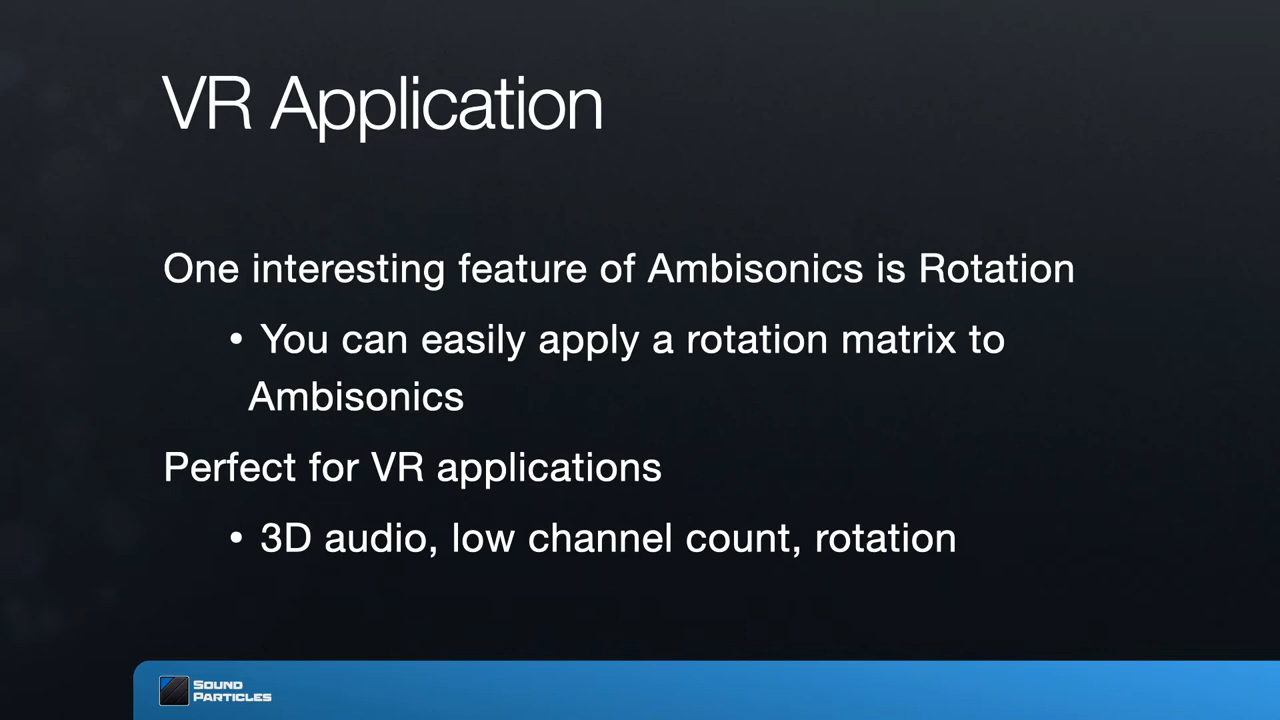 VR Application
One interesting feature of Ambisonics is Rotation
• You can easily apply a rotation matrix to
Ambisonics
Perfect for VR applications
• 3D audio, low channel count, rotation
SOUND
PARTICLES